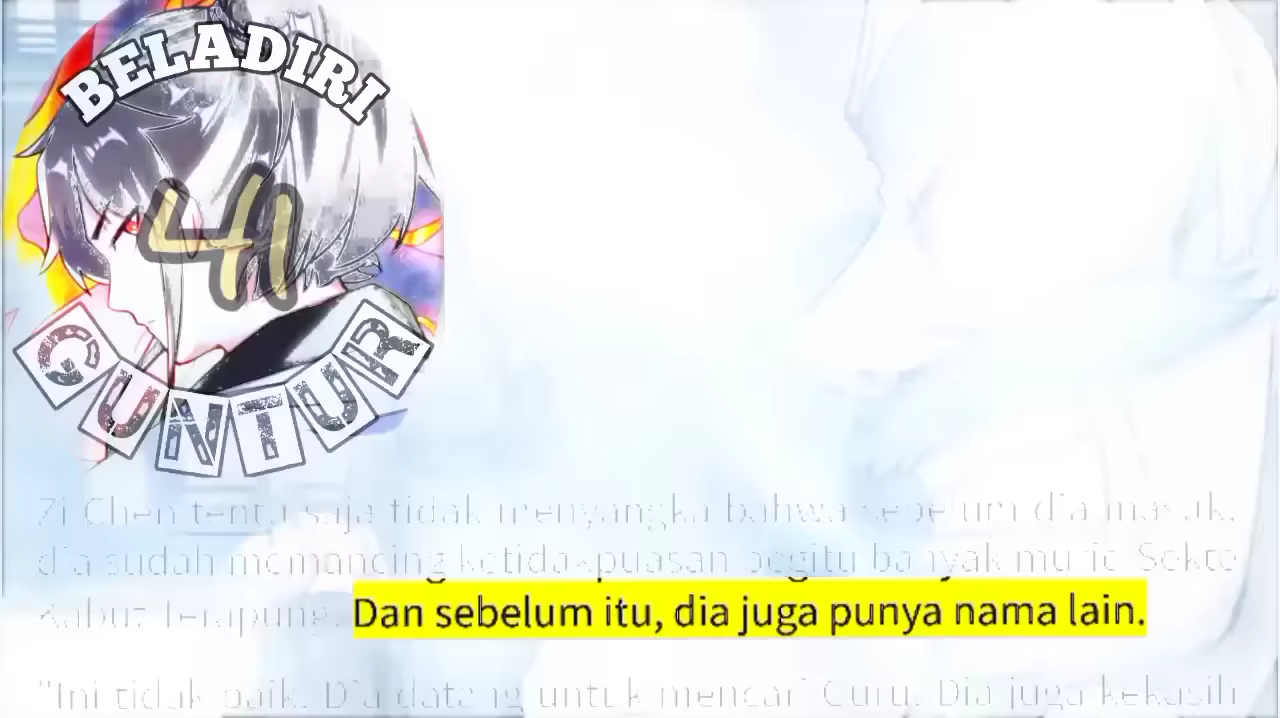 BELADIRI
41
GUNTUR
Zi Chen tentu saja tidak menyangka bahwa sebelum dia masuk,
dia sudah memancing ketidakpuasan begitu banyak murid Sekte
Kabut Terapung. Dan sebelum itu, dia juga punya nama lain.
"Ini tidak baik. Dia datang untuk mencari Guru. Dia juga kekasih